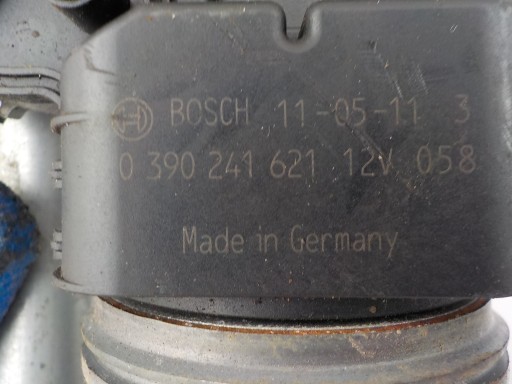 BOSCH 11-05-11 3
0 390 241 621 12V 058
Made in Germany